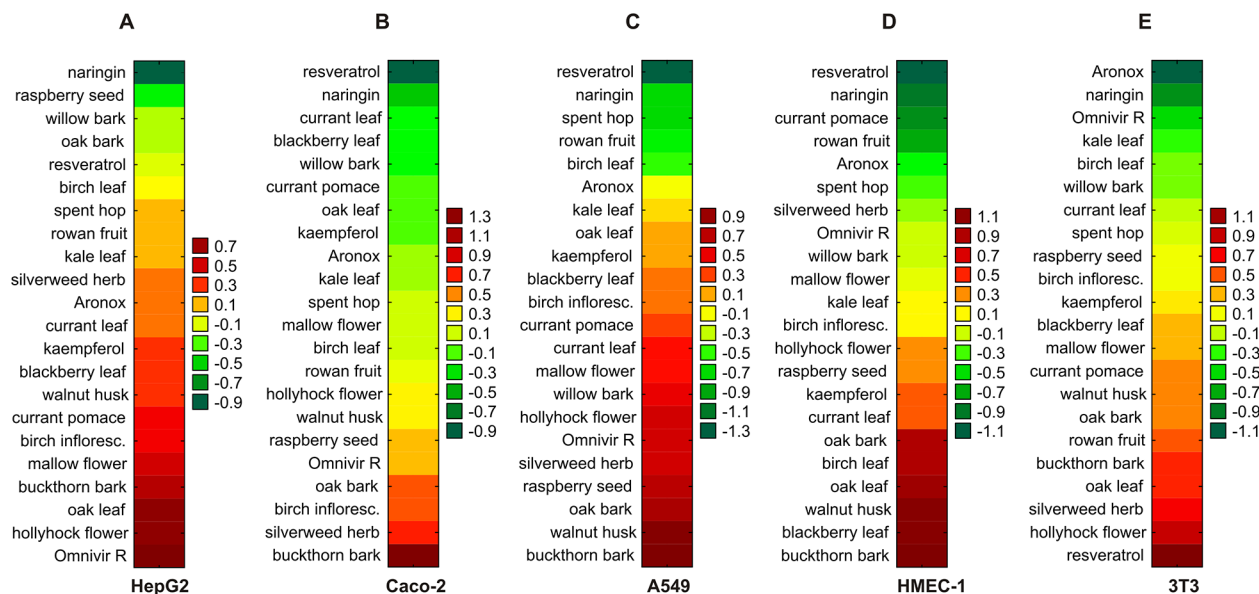 A
naringin
raspberry seed
willow bark
oak bark
resveratrol
birch leaf
spent hop
rowan fruit
kale leaf
silverweed herb
Aronox
currant leaf
kaempferol
blackberry leaf
walnut husk
currant pomace
birch infloresc.
mallow flower
buckthorn bark
oak leaf
hollyhock flower
Omnivir R
0.7
0.5
0.3
0.1
-0.1
-0.3
-0.5
-0.7
-0.9
HepG2
B
resveratrol
naringin
currant leaf
blackberry leaf
willow bark
currant pomace
oak leaf
kaempferol
Aronox
kale leaf
spent hop
mallow flower
birch leaf
rowan fruit
hollyhock flower
walnut husk
raspberry seed
Omnivir R
oak bark
birch infloresc.
silverweed herb
buckthorn bark
1.3
1.1
0.9
0.7
0.5
0.3
0.1
-0.1
-0.3
-0.5
-0.7
-0.9
Caco-2
C
resveratrol
naringin
spent hop
rowan fruit
birch leaf
Aronox
kale leaf
oak leaf
kaempferol
blackberry leaf
birch infloresc.
currant pomace
currant leaf
mallow flower
willow bark
hollyhock flower
Omnivir R
silverweed herb
raspberry seed
oak bark
walnut husk
buckthorn bark
0.9
0.7
0.5
0.3
0.1
-0.1
-0.3
-0.5
-0.7
-0.9
-1.1
-1.3
A549
D
resveratrol
naringin
currant pomace
rowan fruit
Aronox
spent hop
silverweed herb
Omnivir R
willow bark
mallow flower
kale leaf
birch infloresc.
hollyhock flower
raspberry seed
kaempferol
currant leaf
oak bark
birch leaf
oak leaf
walnut husk
blackberry leaf
buckthorn bark
1.1
0.9
0.7
0.5
0.3
0.1
-0.1
-0.3
-0.5
-0.7
-0.9
-1.1
HMEC-1
E
Aronox
naringin
Omnivir R
kale leaf
birch leaf
willow bark
currant leaf
spent hop
raspberry seed
birch infloresc.
kaempferol
blackberry leaf
mallow flower
currant pomace
walnut husk
oak bark
rowan fruit
buckthorn bark
oak leaf
silverweed herb
hollyhock flower
resveratrol
1.1
0.9
0.7
0.5
0.3
0.1
-0.1
-0.3
-0.5
-0.7
-0.9
-1.1
3T3